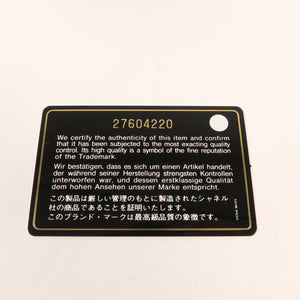 27604220
We certify the authenticity of this item and confirm
that it has been subjected to the most exacting quality
control. Its high quality is a symbol of the fine reputation
of the Trademark.
Wir bestätigen, dass es sich um einen Artikel handelt,
der während seiner Herstellung strengsten Kontrollen
unterworfen war, und dessen erstklassige Qualität
dem hohen Ansehen unserer Marke entspricht.
この製品は厳しい管理のもとに製造されたシャネル
社の商品であることを証明いたします。
このブランド・マークは最高級品質の象徴です。